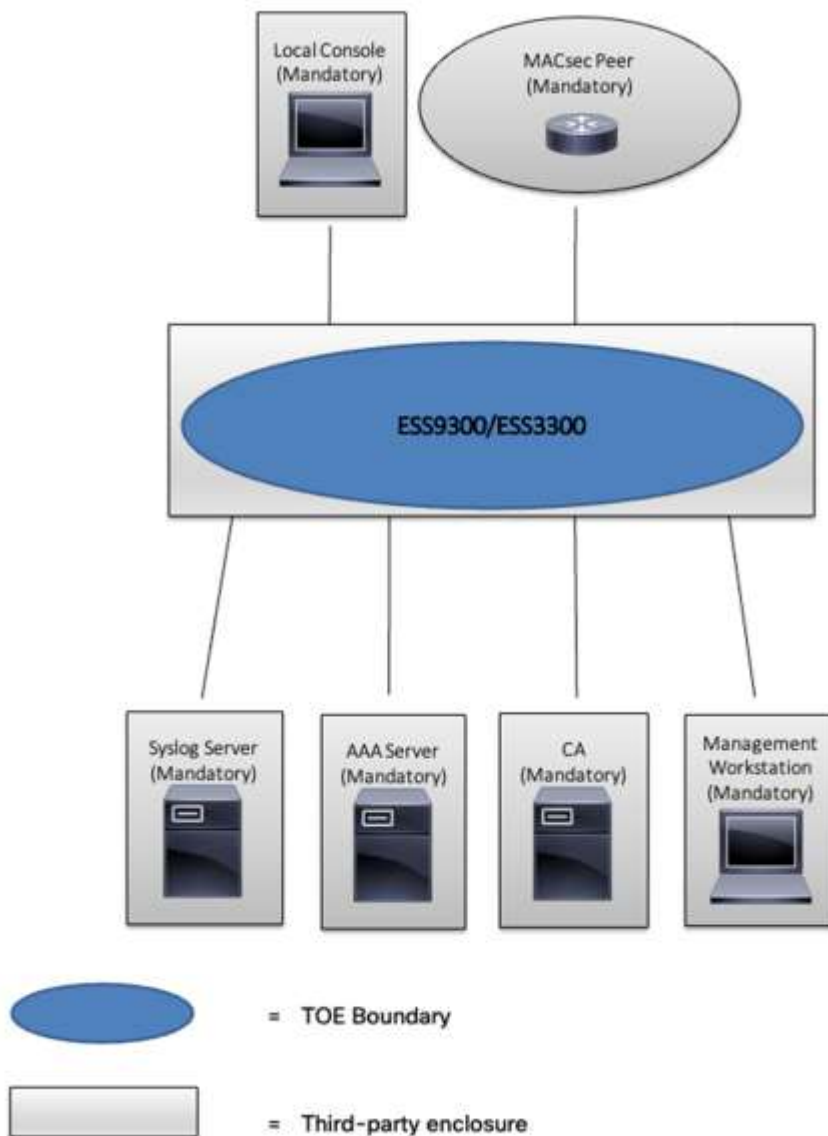 Local Console
(Mandatory)
MACsec Peer
(Mandatory)
ESS9300/ESS3300
Syslog Server
(Mandatory)
AAA Server
(Mandatory)
CA
(Mandatory)
Management
Workstation
(Mandatory)
= TOE Boundary
= Third-party enclosure